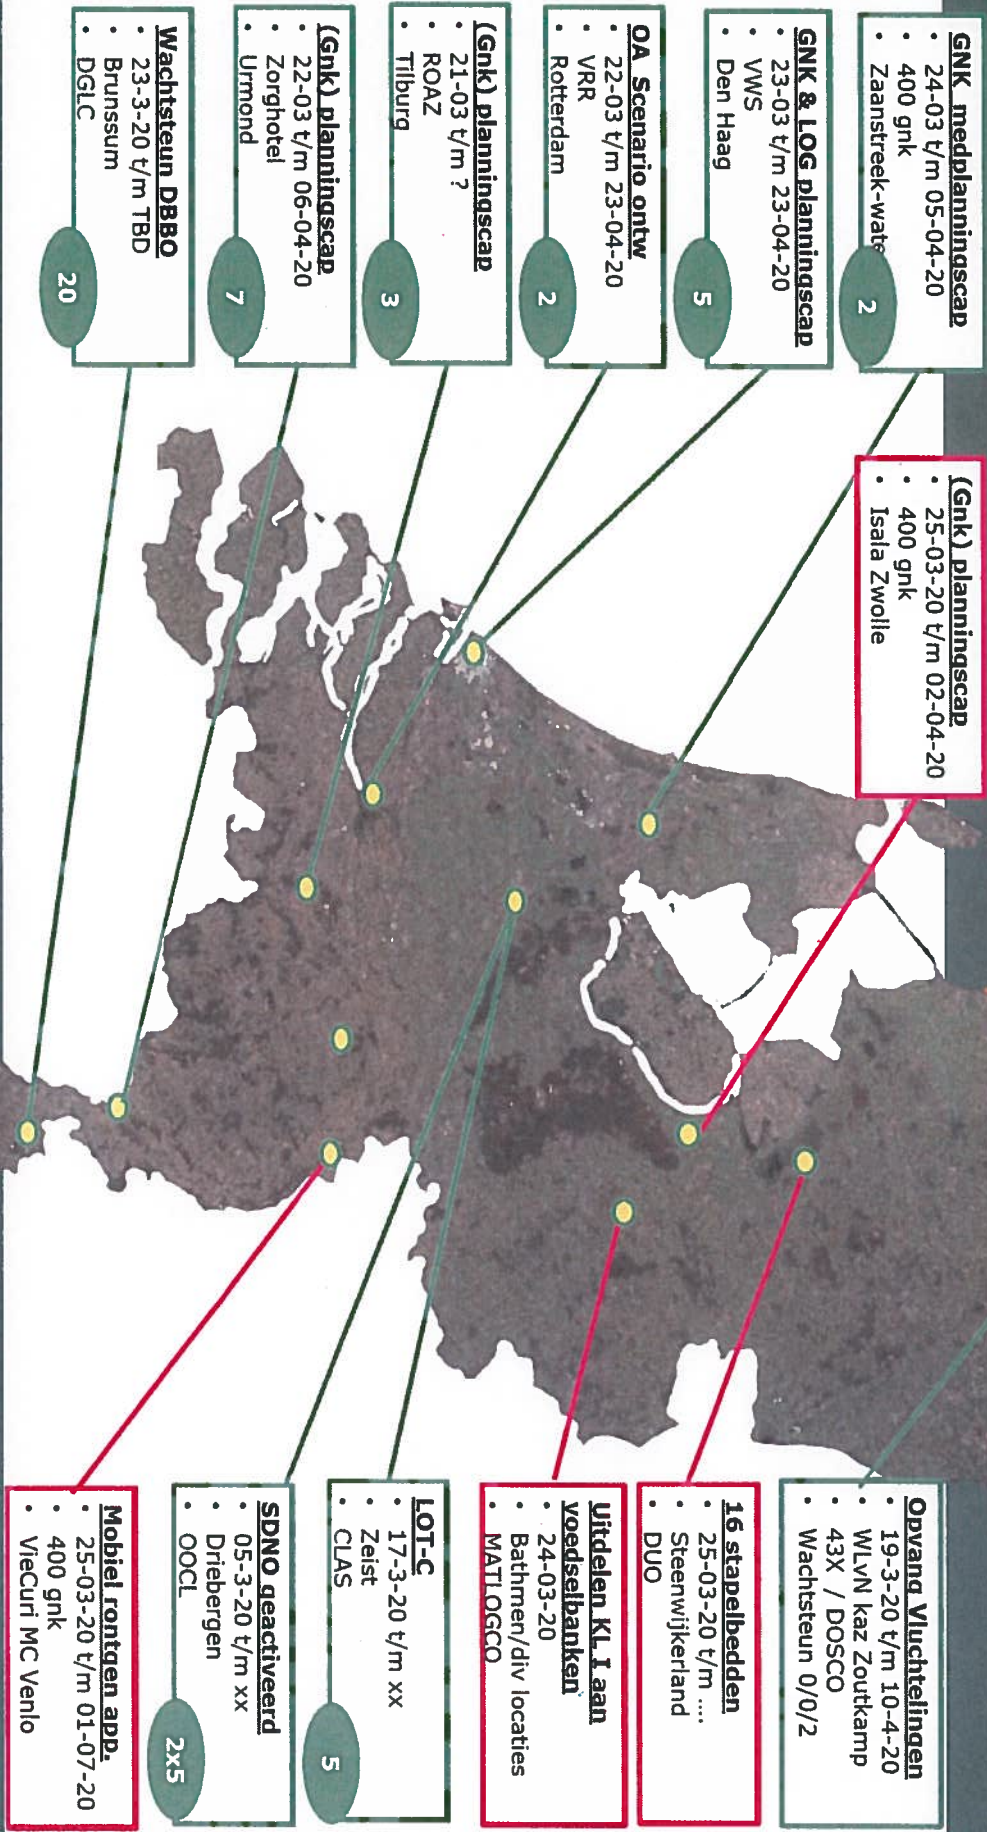 GNK medplanningscap
• 24-03 t/m 05-04-20
• 400 gnk
• Zaanstreek-wate
2
GNK & LOG planningscap
• 23-03 t/m 23-04-20
• VWS
• Den Haag
5
OA Scenario ontw
• 22-03 t/m 23-04-20
• VRR
• Rotterdam
2
(Gnk) planningscap
• 21-03 t/m ?
• ROAZ
• Tilburg
3
(Gnk) planningscap
• 22-03 t/m 06-04-20
• Zorghotel
• Urmond
7
Wachtsteun DBBO
• 23-3-20 t/m TBD
• Brunssum
• DGLC
20
(Gnk) planningscap
• 25-03-20 t/m 02-04-20
• 400 gnk
• Isala Zwolle
Opvang Vluchtelingen
• 19-3-20 t/m 10-4-20
• WLvN kaz Zoutkamp
• 43X / DOSCO
• Wachtsteun 0/0/2
16 stapelbedden
• 25-03-20 t/m ....
• Steenwijkerland
• DUO
Uitdelen KL I aan
voedselbanken
• 24-03-20
• Bathmen/div locaties
• MATLOGCO
LOT-C
• 17-3-20 t/m xx
• Zeist
• CLAS
5
SDNO geactiveerd
• 05-3-20 t/m xx
• Driebergen
• OOCL
2x5
Mobiel rontgen app.
• 25-03-20 t/m 01-07-20
• 400 gnk
• VieCuri MC Venlo